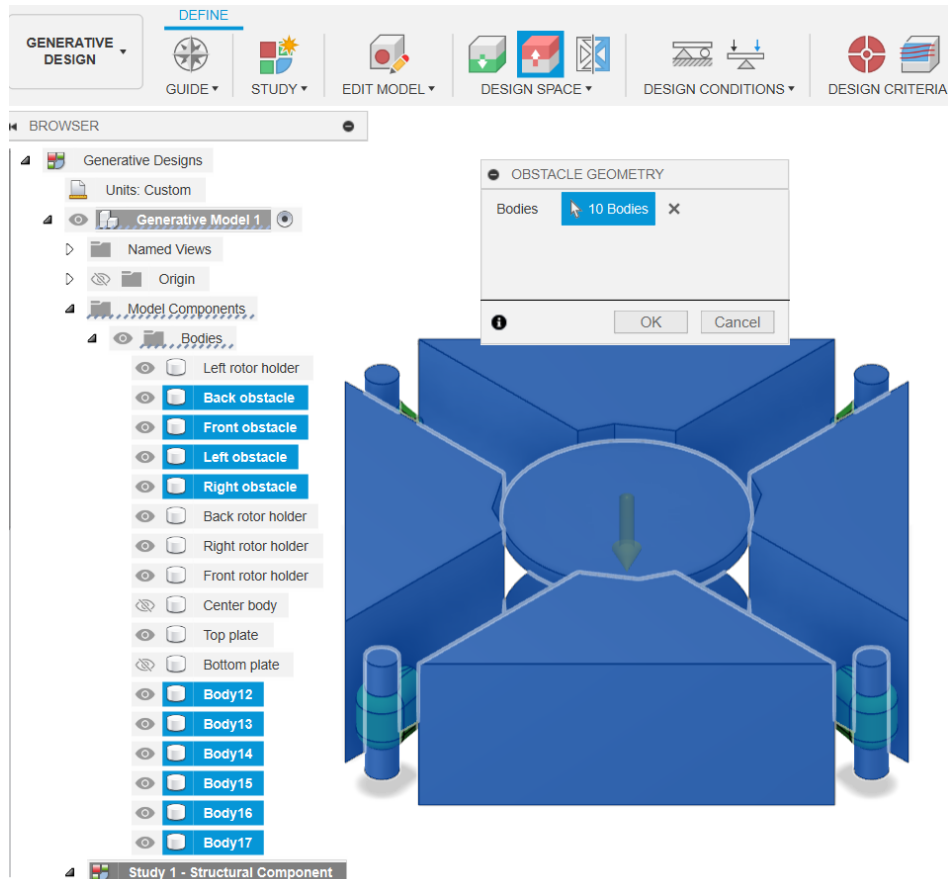 DEFINE
GENERATIVE DESIGN
GUIDE
STUDY
EDIT MODEL
DESIGN SPACE
DESIGN CONDITIONS
DESIGN CRITERIA
BROWSER
Generative Designs
Units: Custom
Generative Model 1
Named Views
Origin
Model Components
Bodies
Left rotor holder
Back obstacle
Front obstacle
Left obstacle
Right obstacle
Back rotor holder
Right rotor holder
Front rotor holder
Center body
Top plate
Bottom plate
Body12
Body13
Body14
Body15
Body16
Body17
Study 1 - Structural Component
OBSTACLE GEOMETRY
Bodies 10 Bodies
OK Cancel